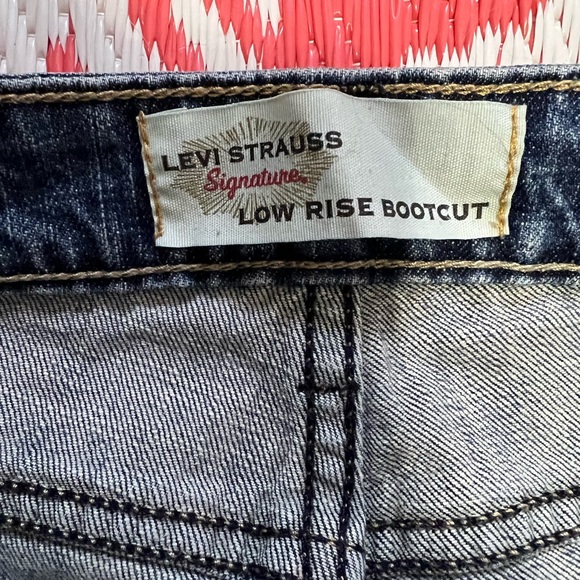 LEVI STRAUSS
Signature.
LOW RISE BOOTCUT